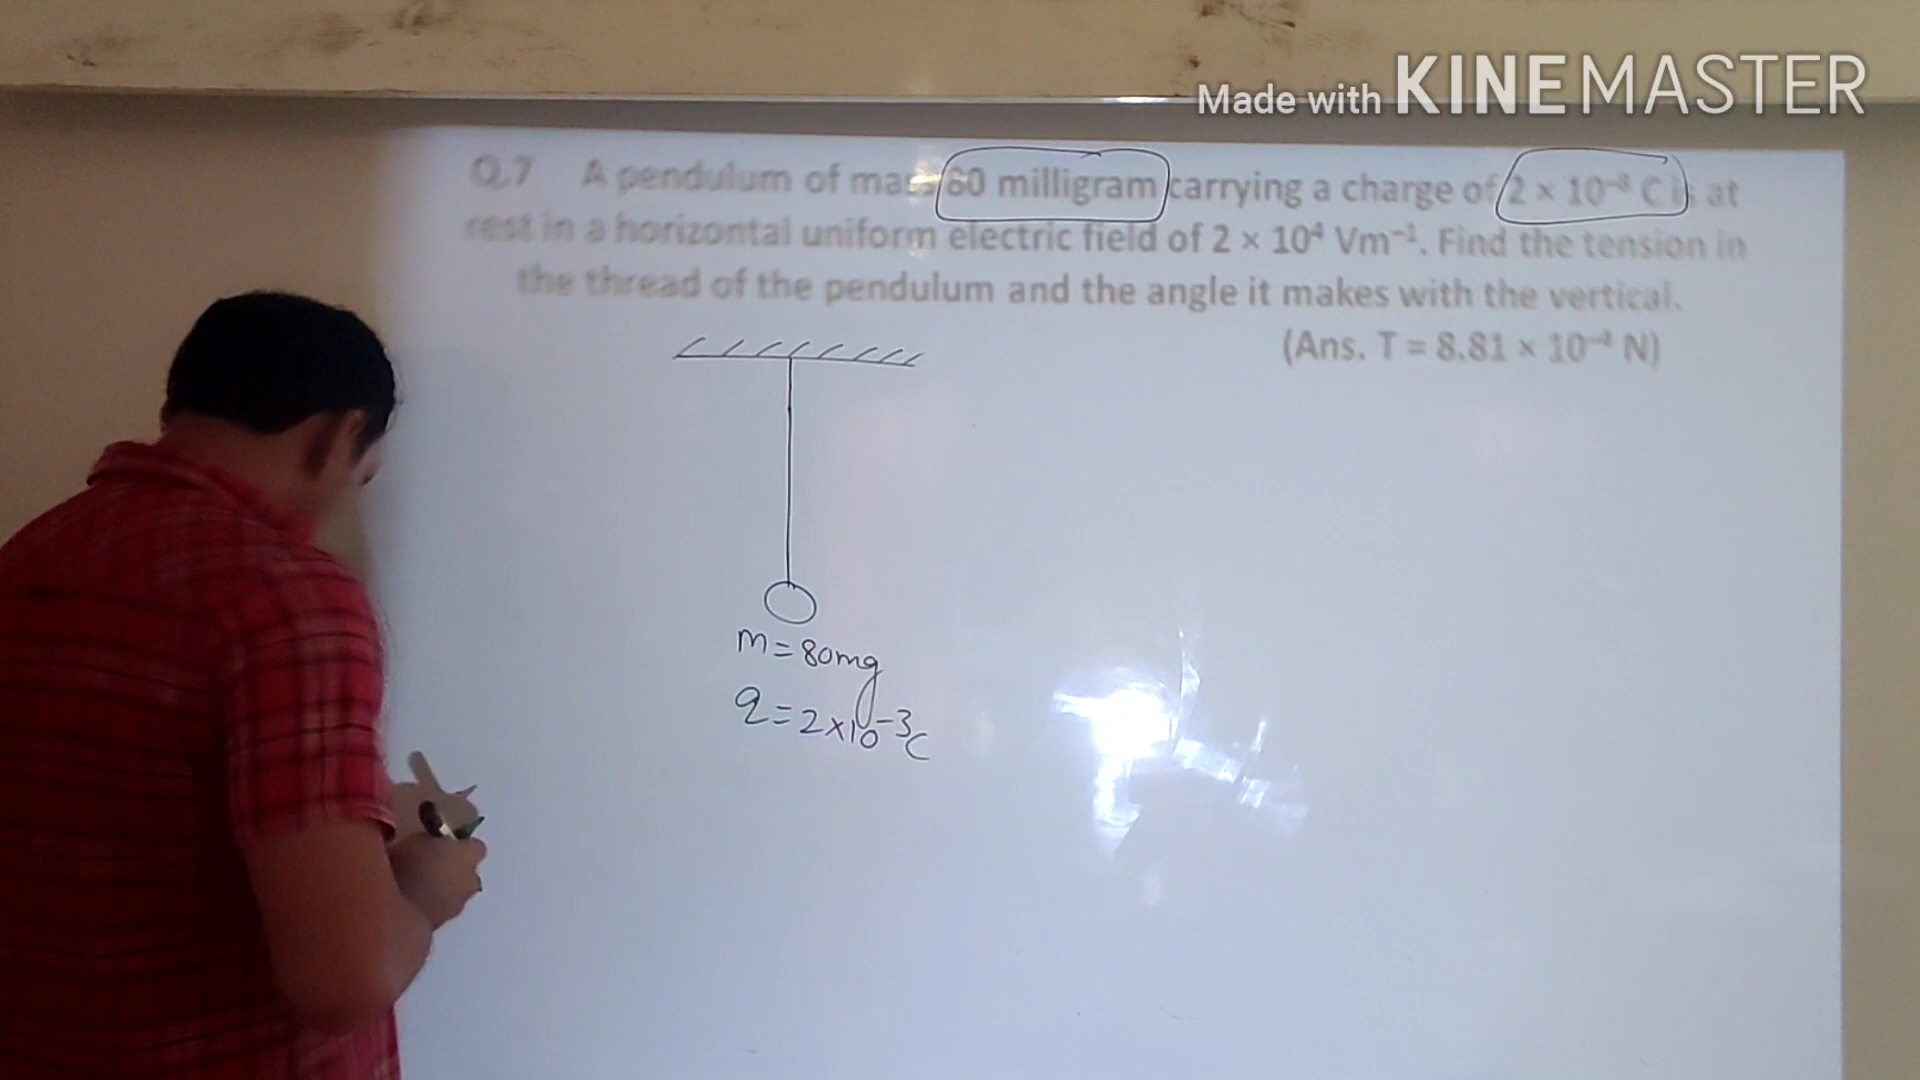 Made with KINEMASTER
Q.7 A pendulum of mass 80 milligram carrying a charge of 2 × 10⁻⁸ C is at
rest in a horizontal uniform electric field of 2 × 10⁴ Vm⁻¹. Find the tension in
the thread of the pendulum and the angle it makes with the vertical.
(Ans. T = 8.81 × 10⁻⁴ N)
m = 80mg
q = 2×10⁻³C